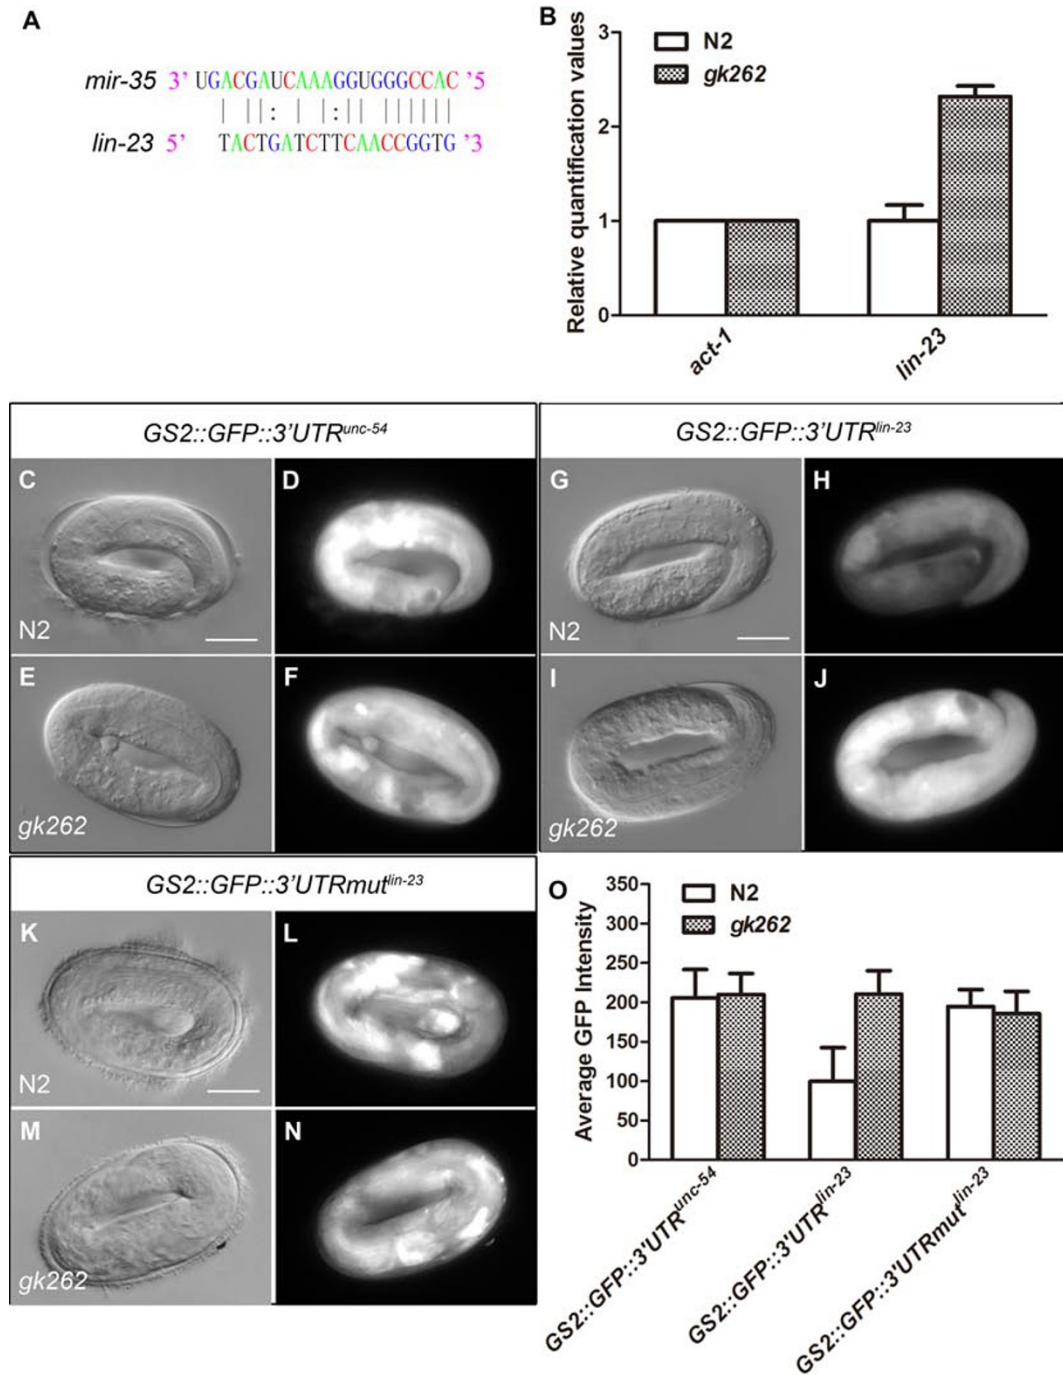 A
mir-35 3' UGACGAUCAAAGGUGGGCCAC '5
| ||: | |:|| ||||||
lin-23 5' TACTGATCTTCAACCGGTG '3
B
Relative quantification values
3
2
1
0
N2
gk262
act-1
lin-23
GS2::GFP::3'UTRunc-54
C
N2
D
E
gk262
F
GS2::GFP::3'UTRlin-23
G
N2
H
I
gk262
J
GS2::GFP::3'UTRmutlin-23
K
N2
L
M
gk262
N
O
Average GFP Intensity
350
300
250
200
150
100
50
0
N2
gk262
GS2::GFP::3'UTRunc-54
GS2::GFP::3'UTRlin-23
GS2::GFP::3'UTRmutlin-23